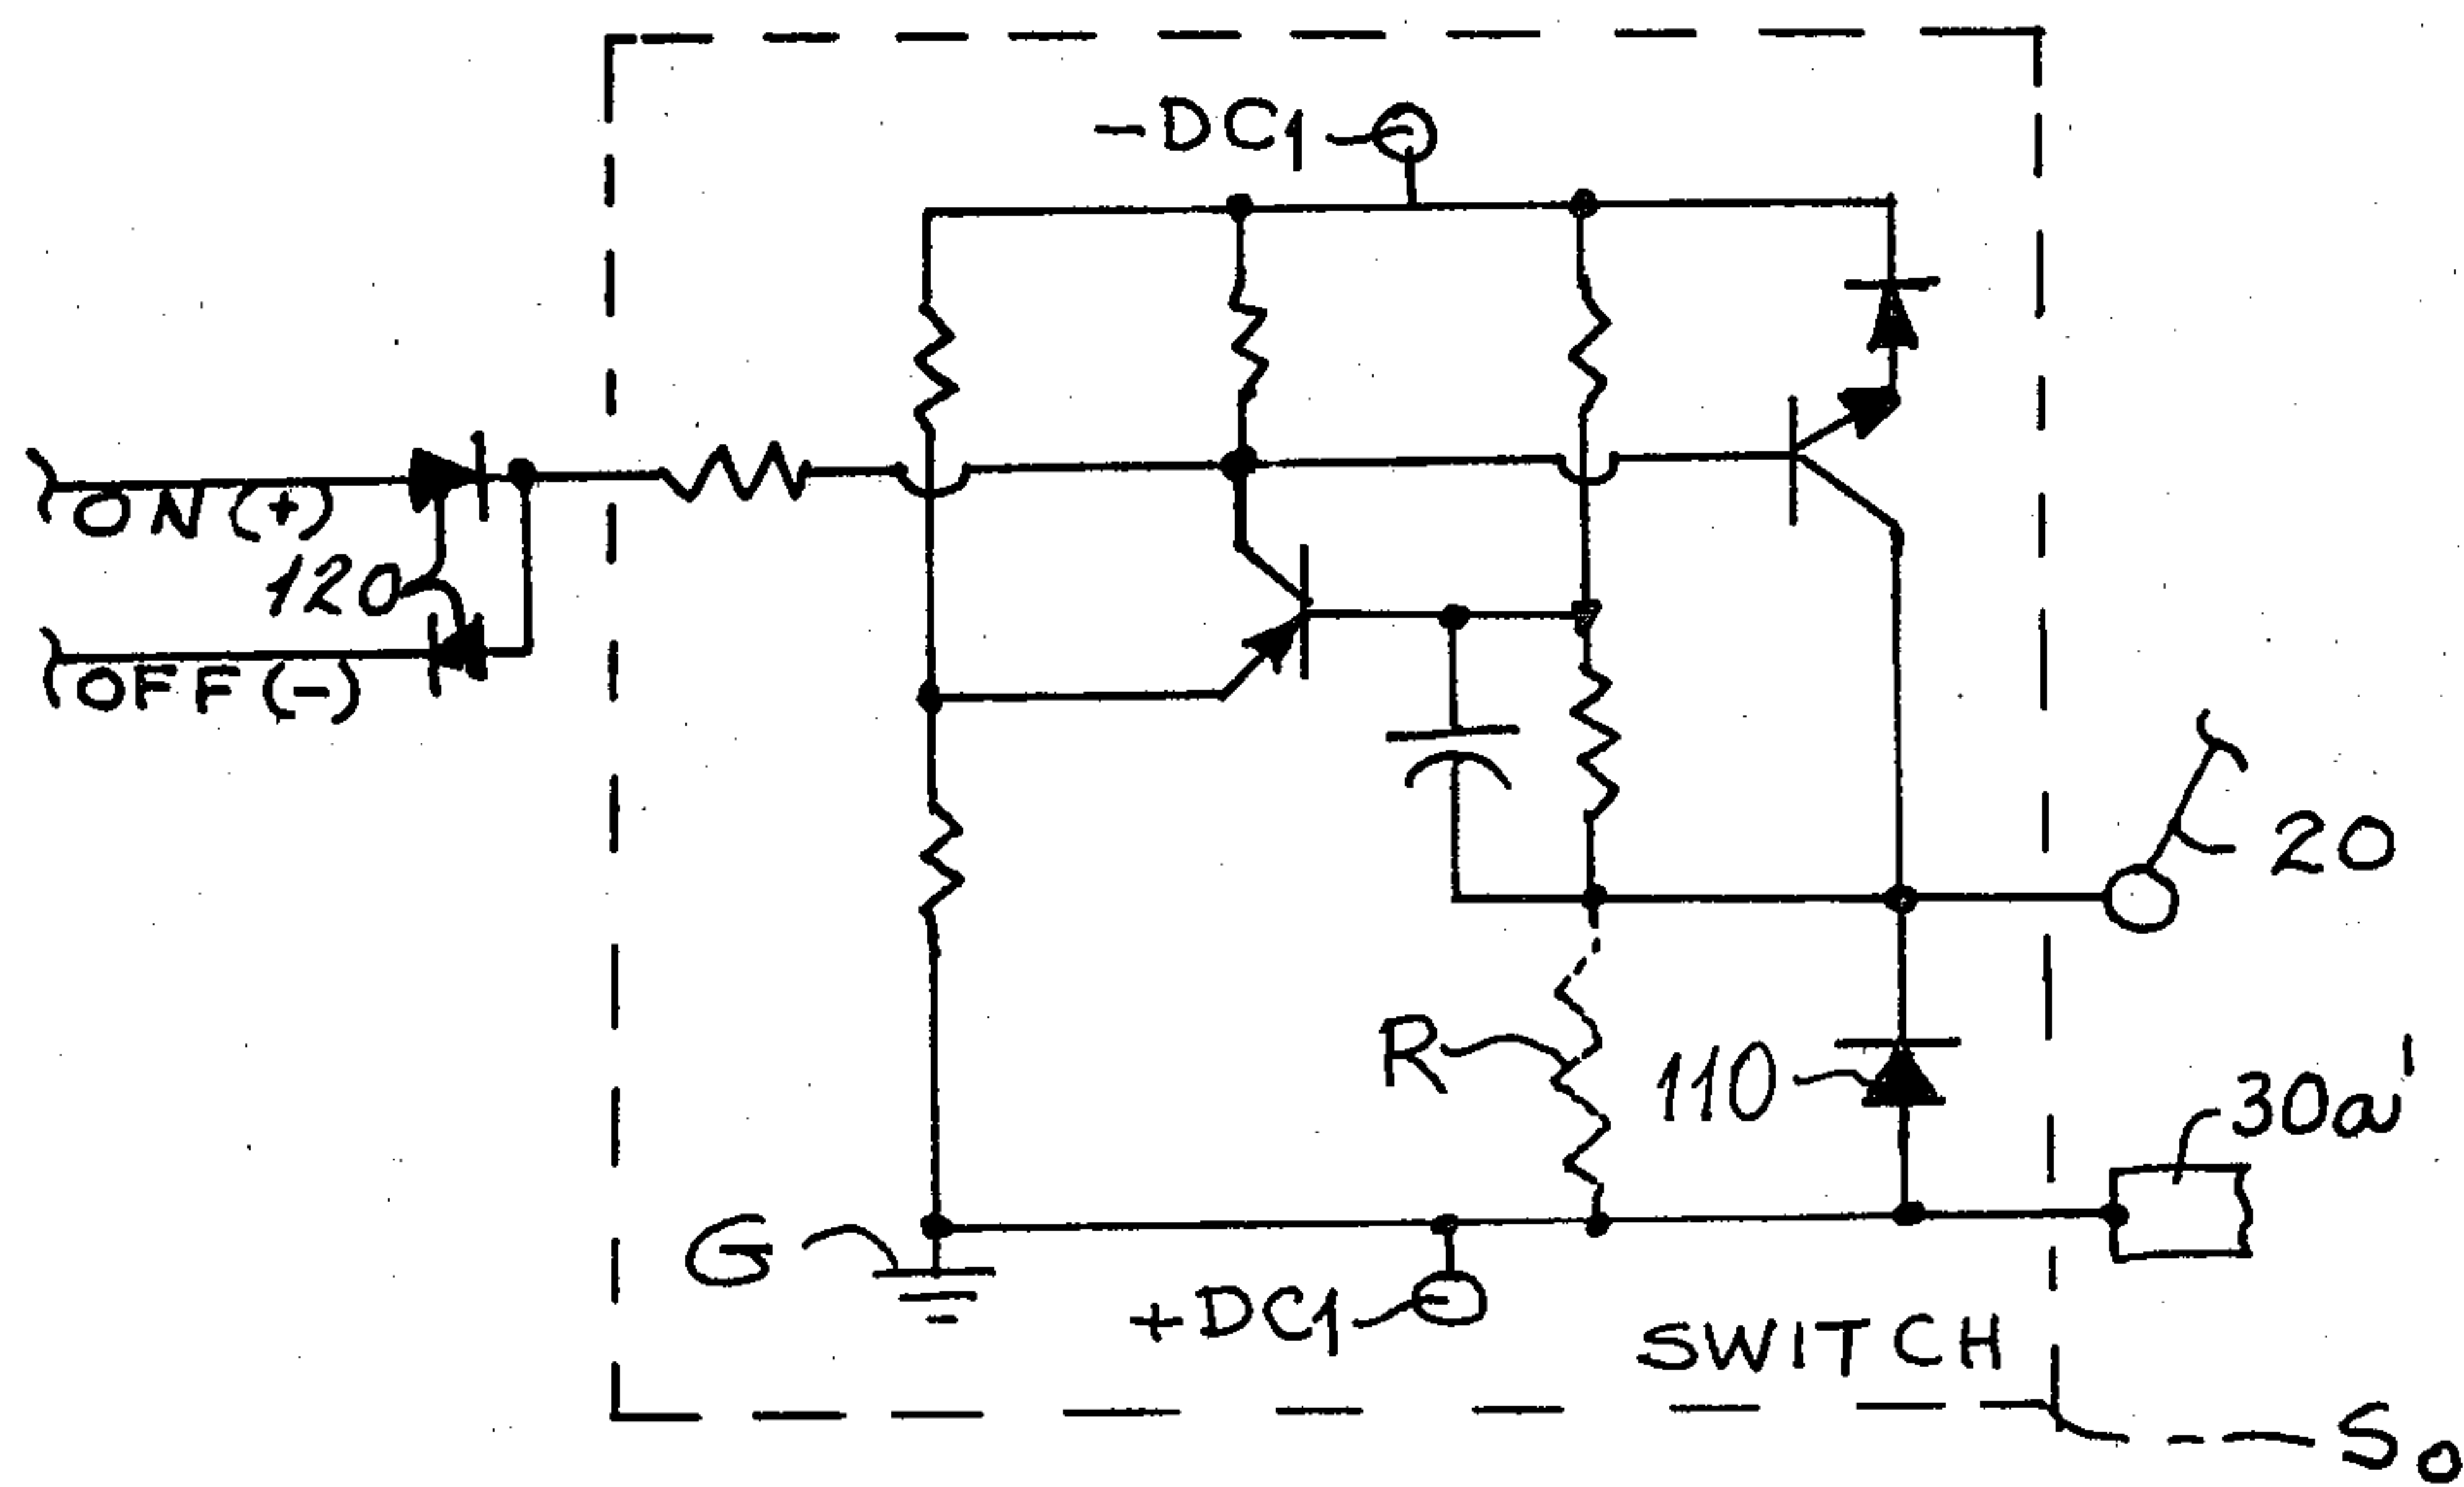 -DC1
ON (+)
120
OFF (-)
20
R
110
30a'
G
+DC1
SWITCH
So